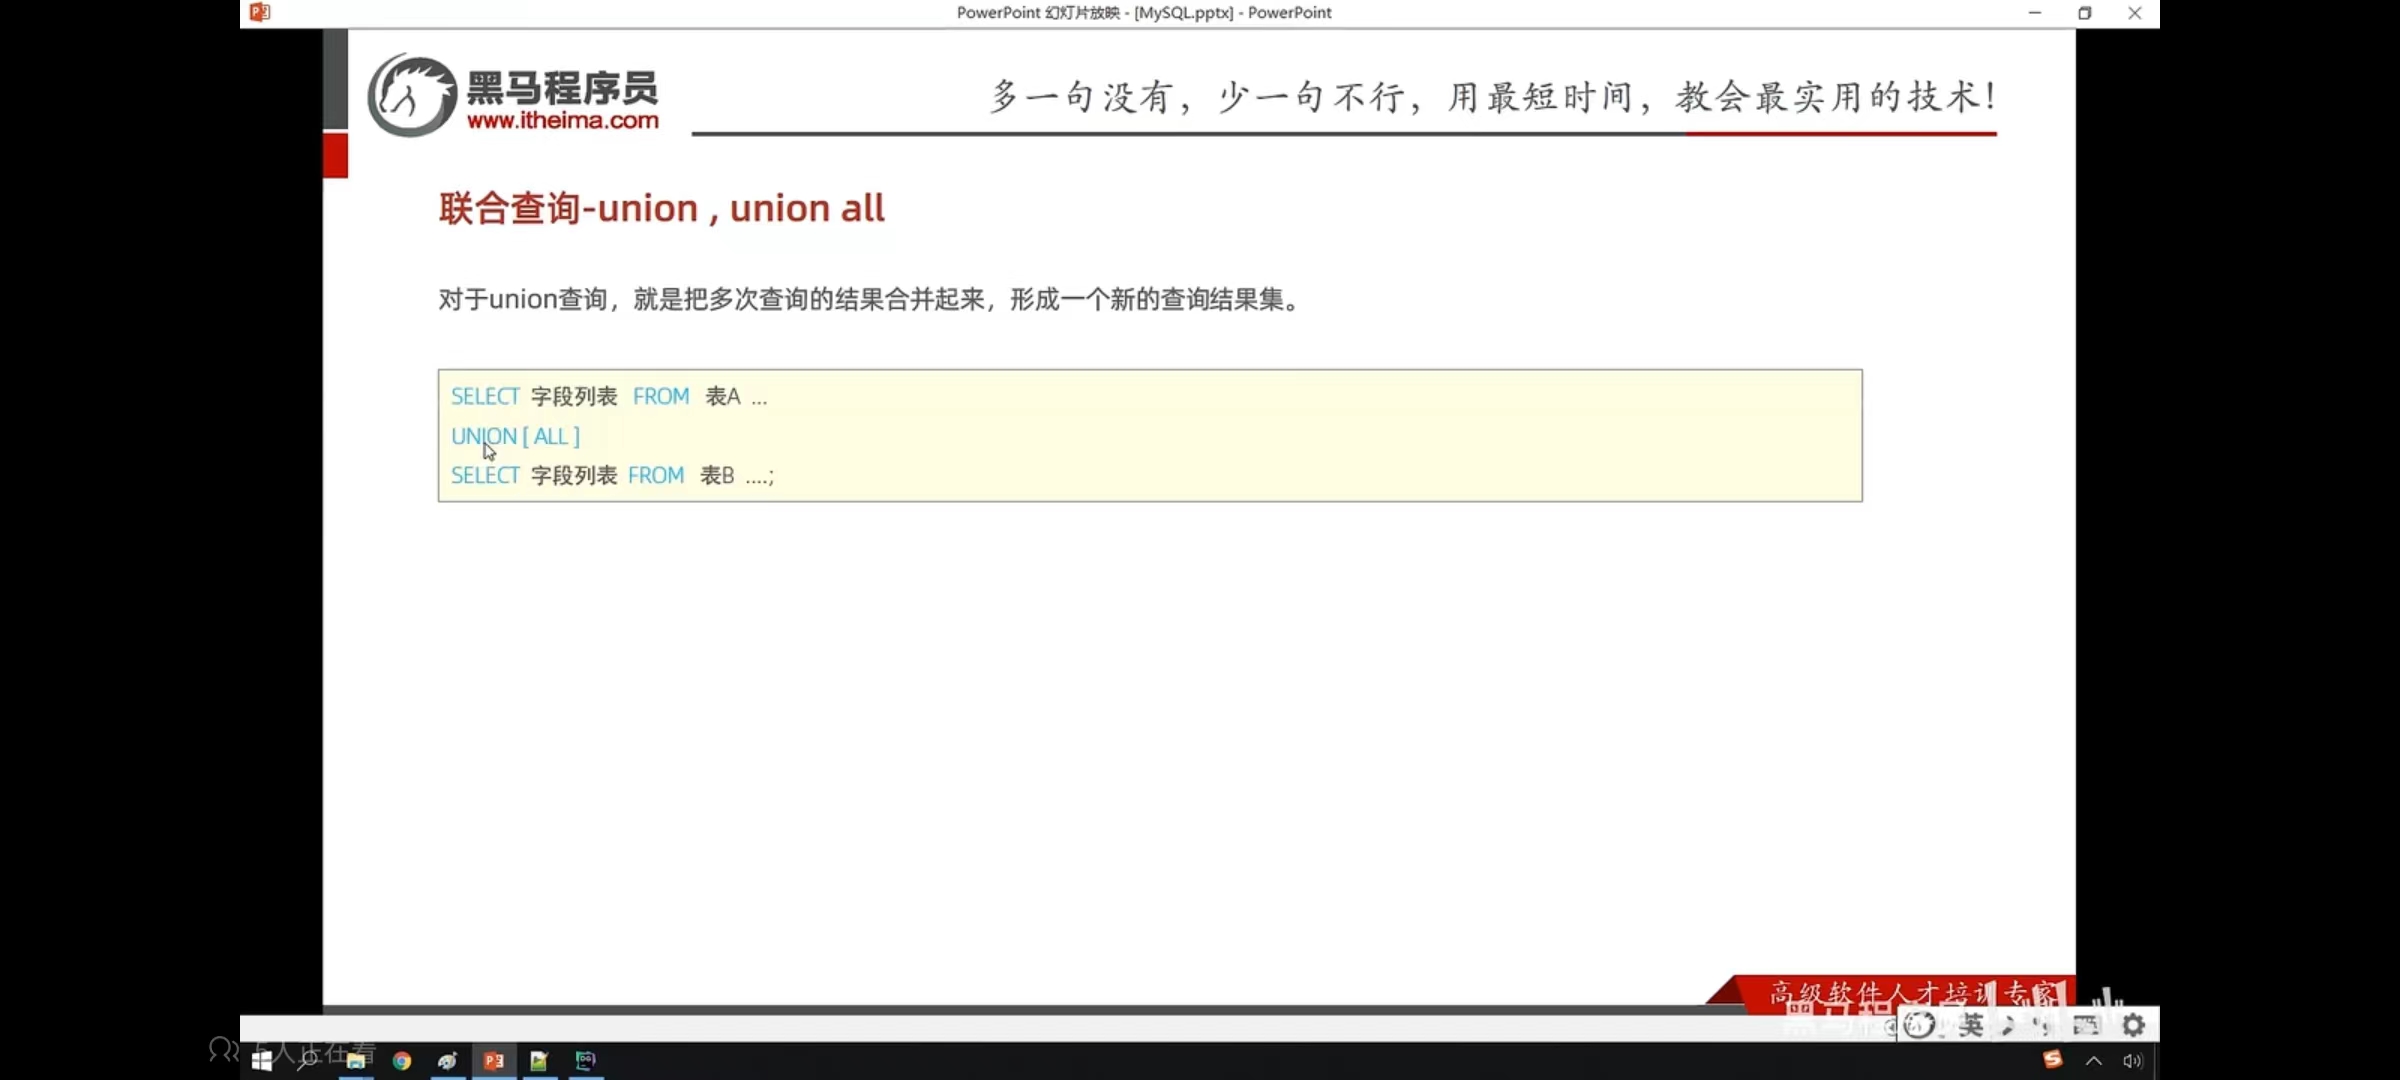 PowerPoint 幻灯片放映 - [MySQL.pptx] - PowerPoint
黑马程序员
www.itheima.com
多一句没有，少一句不行，用最短时间，教会最实用的技术！
联合查询-union , union all
对于union查询，就是把多次查询的结果合并起来，形成一个新的查询结果集。
SELECT 字段列表 FROM 表A ...
UNION [ ALL ]
SELECT 字段列表 FROM 表B ....;
高级软件人才培训专家
英
人正在看